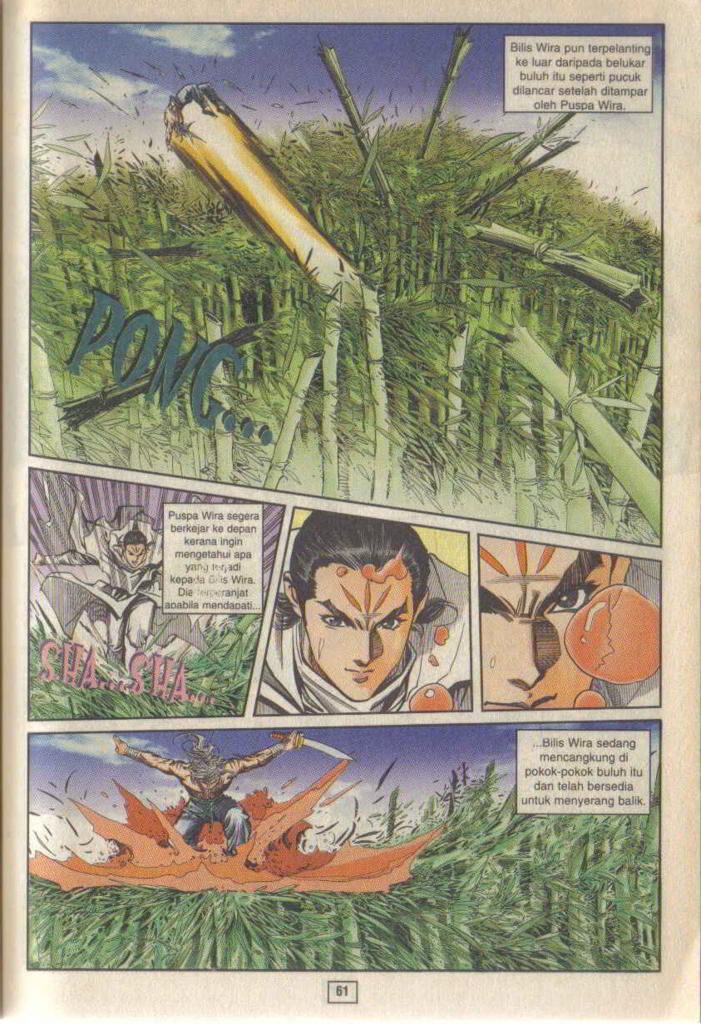 Bilis Wira pun terpelanting
ke luar daripada belukar
buluh itu seperti pucuk
dilancar setelah ditampar
oleh Puspa Wira.
PONG...
Puspa Wira segera
berkejar ke depan
kerana ingin
mengetahui apa
yang terjadi
kepada Bilis Wira.
Dia terperanjat
apabila mendapati...
SHA...SHA...
...Bilis Wira sedang
mencangkung di
pokok-pokok buluh itu
dan telah bersedia
untuk menyerang balik.
61